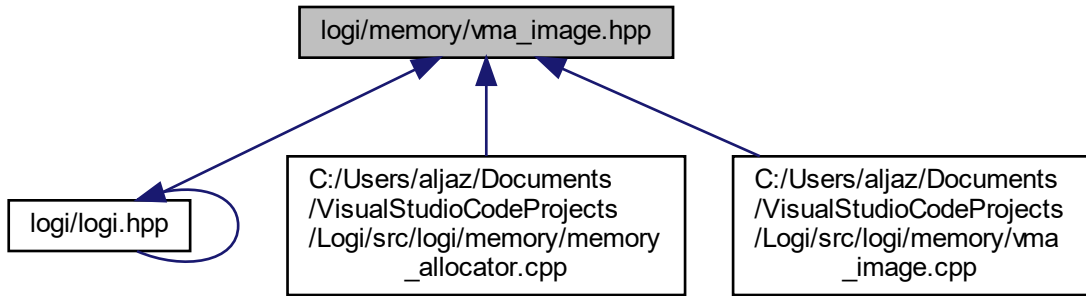 logi/memory/vma_image.hpp
logi/logi.hpp
C:/Users/aljaz/Documents
/VisualStudioCodeProjects
/Logi/src/logi/memory/memory
_allocator.cpp
C:/Users/aljaz/Documents
/VisualStudioCodeProjects
/Logi/src/logi/memory/vma
_image.cpp